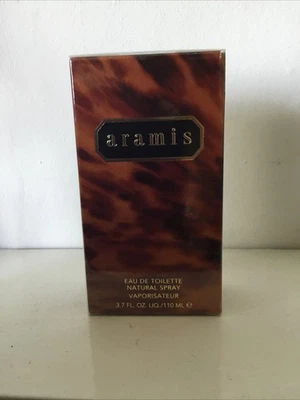 aramis
EAU DE TOILETTE
NATURAL SPRAY
VAPORISATEUR
3.7 FL. OZ. LIQ./110 ML ℮